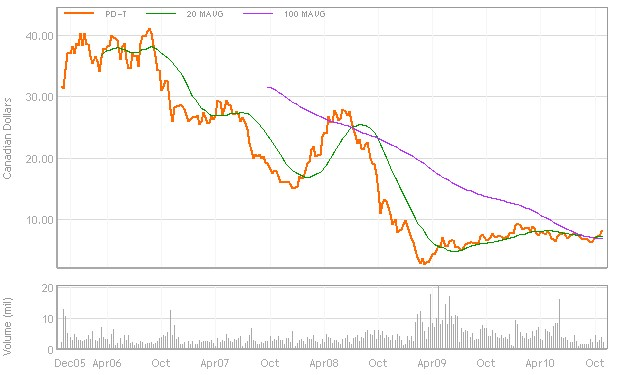 PD-T 20 MAVG 100 MAVG
40.00
30.00
20.00
10.00
Canadian Dollars
20
10
0
Volume (mil)
Dec05 Apr06 Oct Apr07 Oct Apr08 Oct Apr09 Oct Apr10 Oct